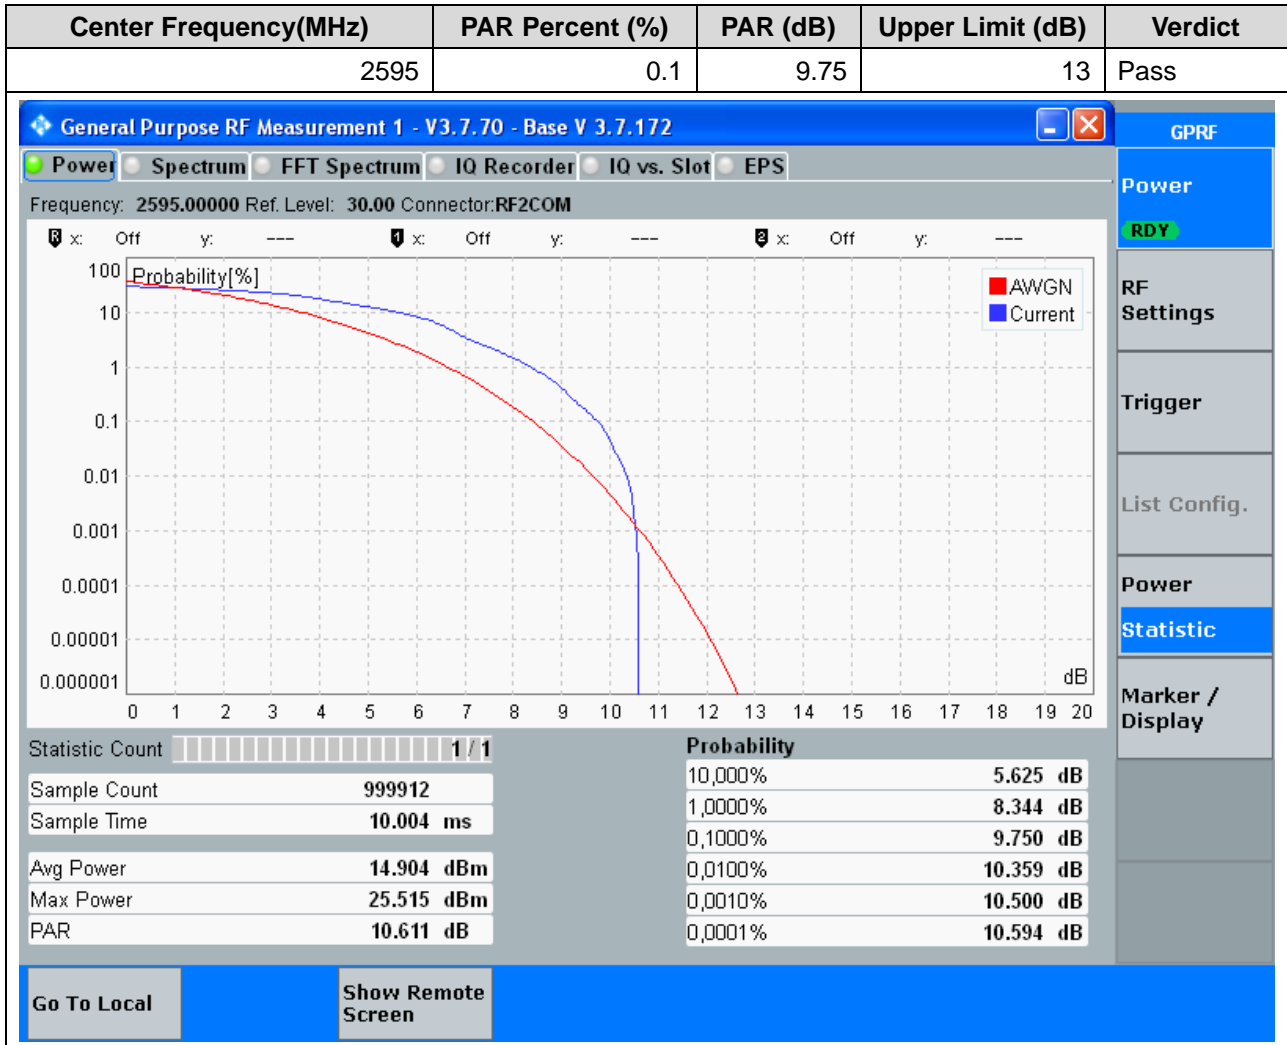 Center Frequency(MHz) PAR Percent (%) PAR (dB) Upper Limit (dB) Verdict
2595 0.1 9.75 13 Pass
General Purpose RF Measurement 1 - V3.7.70 - Base V 3.7.172
GPRF
Power Spectrum FFT Spectrum IQ Recorder IQ vs. Slot EPS
Power
RDY
Frequency: 2595.00000 Ref. Level: 30.00 Connector:RF2COM
R x: Off y: --- 1 x: Off y: --- 2 x: Off y: ---
Probability[%]
AWGN
Current
100
10
1
0.1
0.01
0.001
0.0001
0.00001
0.000001
dB
0 1 2 3 4 5 6 7 8 9 10 11 12 13 14 15 16 17 18 19 20
RF
Settings
Trigger
List Config.
Power
Statistic
Marker /
Display
Statistic Count 1 / 1
Sample Count 999912
Sample Time 10.004 ms
Avg Power 14.904 dBm
Max Power 25.515 dBm
PAR 10.611 dB
Probability
10,000% 5.625 dB
1,0000% 8.344 dB
0,1000% 9.750 dB
0,0100% 10.359 dB
0,0010% 10.500 dB
0,0001% 10.594 dB
Go To Local
Show Remote
Screen